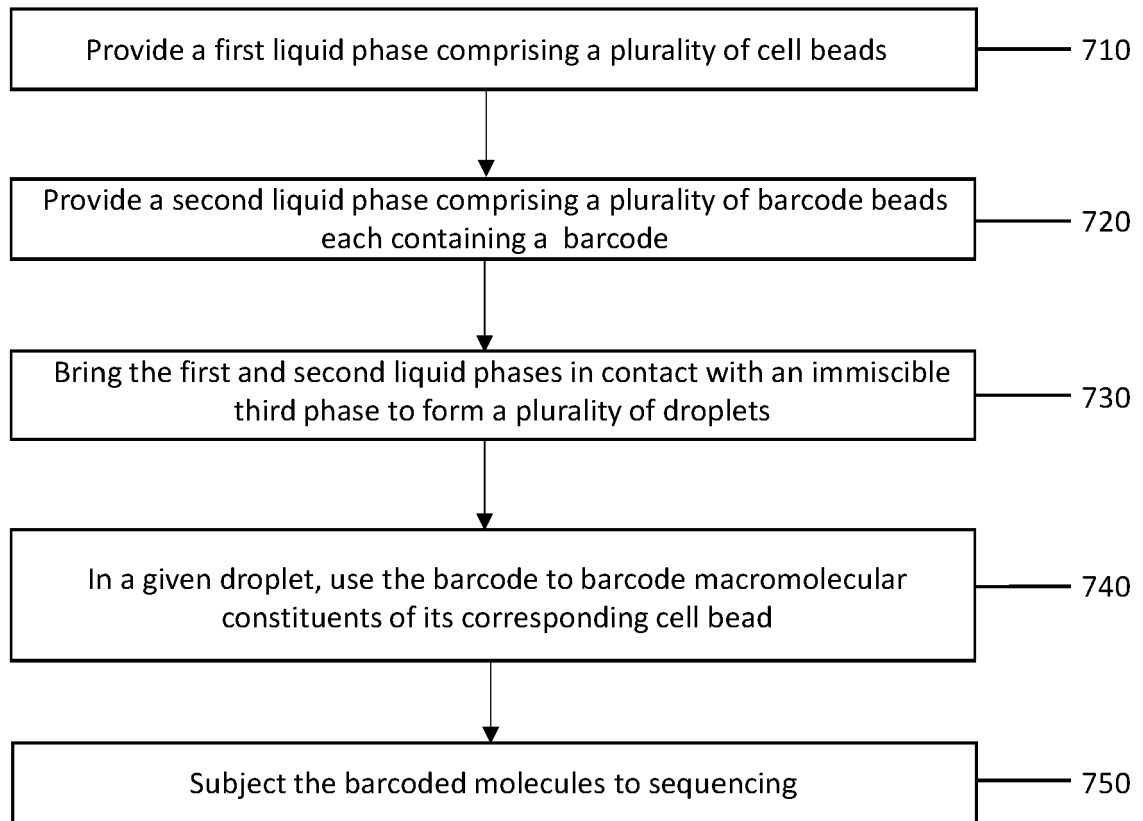 Provide a first liquid phase comprising a plurality of cell beads
710
Provide a second liquid phase comprising a plurality of barcode beads
each containing a barcode
720
Bring the first and second liquid phases in contact with an immiscible
third phase to form a plurality of droplets
730
In a given droplet, use the barcode to barcode macromolecular
constituents of its corresponding cell bead
740
Subject the barcoded molecules to sequencing
750